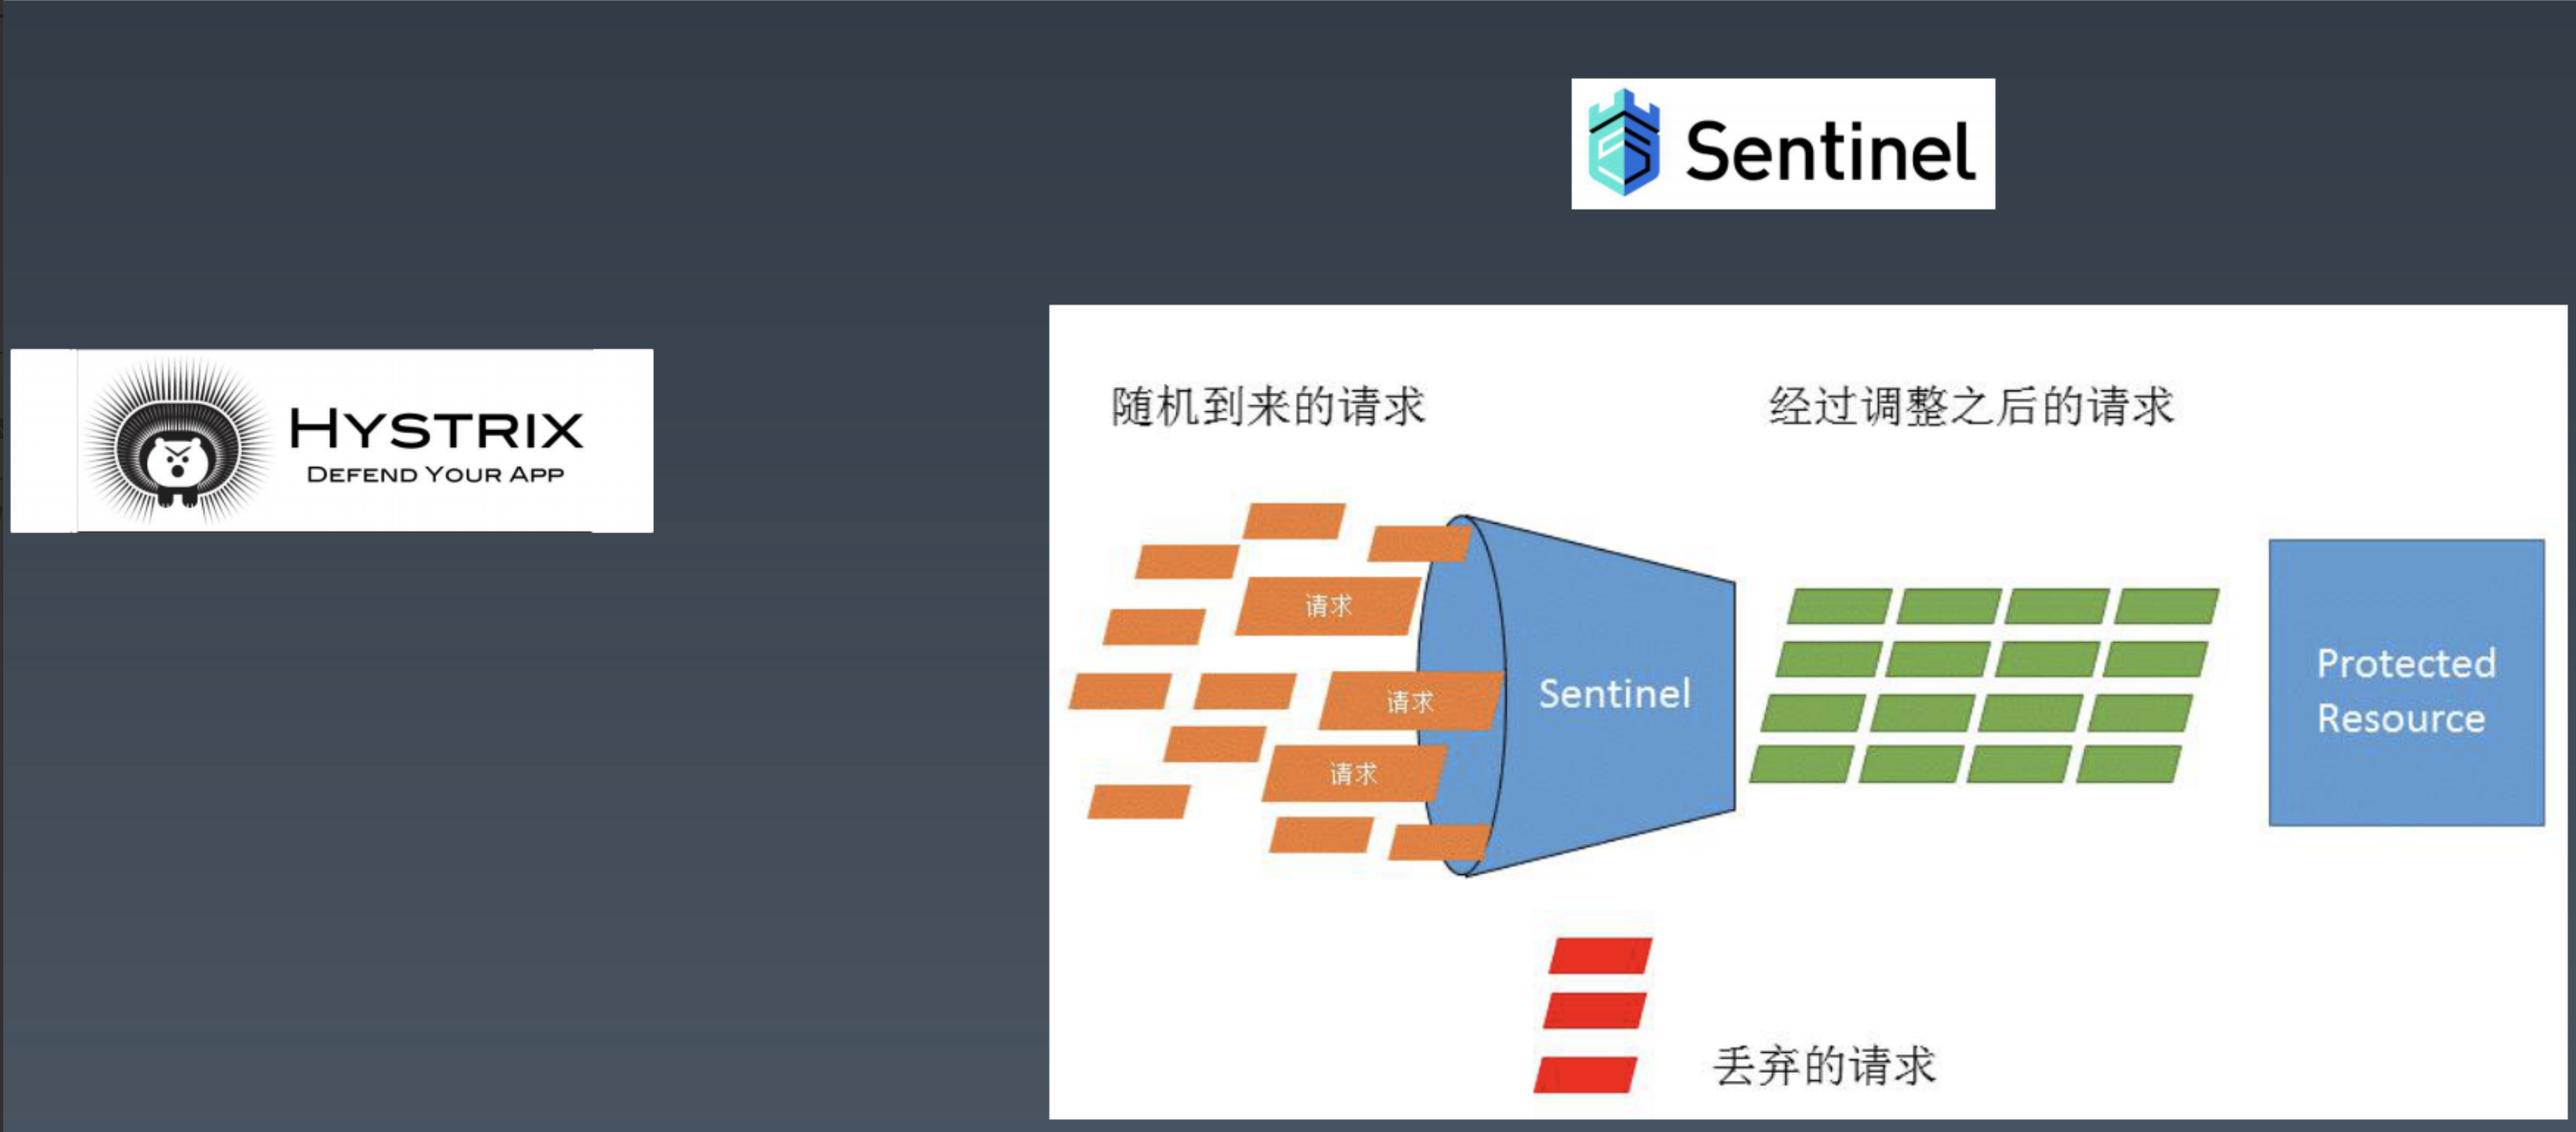 Sentinel
HYSTRIX
DEFEND YOUR APP
随机到来的请求
经过调整之后的请求
请求
请求
请求
Sentinel
Protected
Resource
丢弃的请求